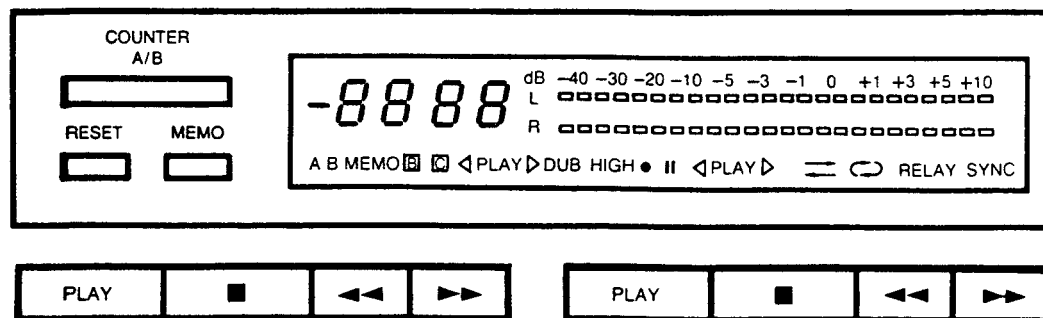 COUNTER
A/B
RESET MEMO
-8888
dB -40 -30 -20 -10 -5 -3 -1 0 +1 +3 +5 +10
L
R
A B MEMO B C ◁ PLAY ▷ DUB HIGH ● II ◁ PLAY ▷ RELAY SYNC
PLAY ■ ◀◀ ▶▶ PLAY ■ ◀◀ ▶▶